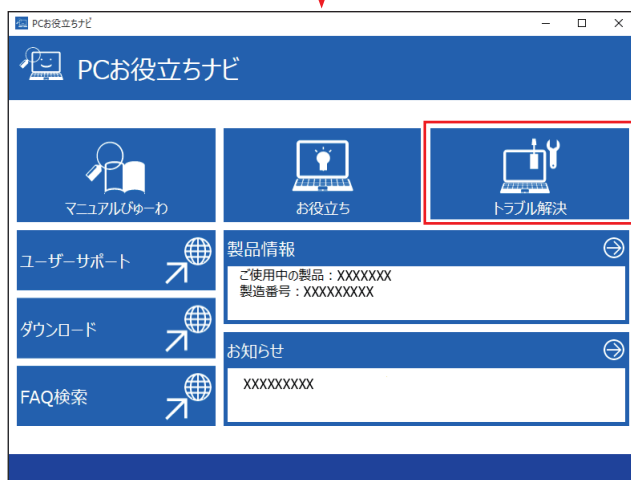 PCお役立ちナビ
PCお役立ちナビ
マニュアルびゅーわ
お役立ち
トラブル解決
ユーザーサポート
製品情報
ご使用中の製品：XXXXXXX
製造番号：XXXXXXXXX
ダウンロード
お知らせ
XXXXXXXXX
FAQ検索